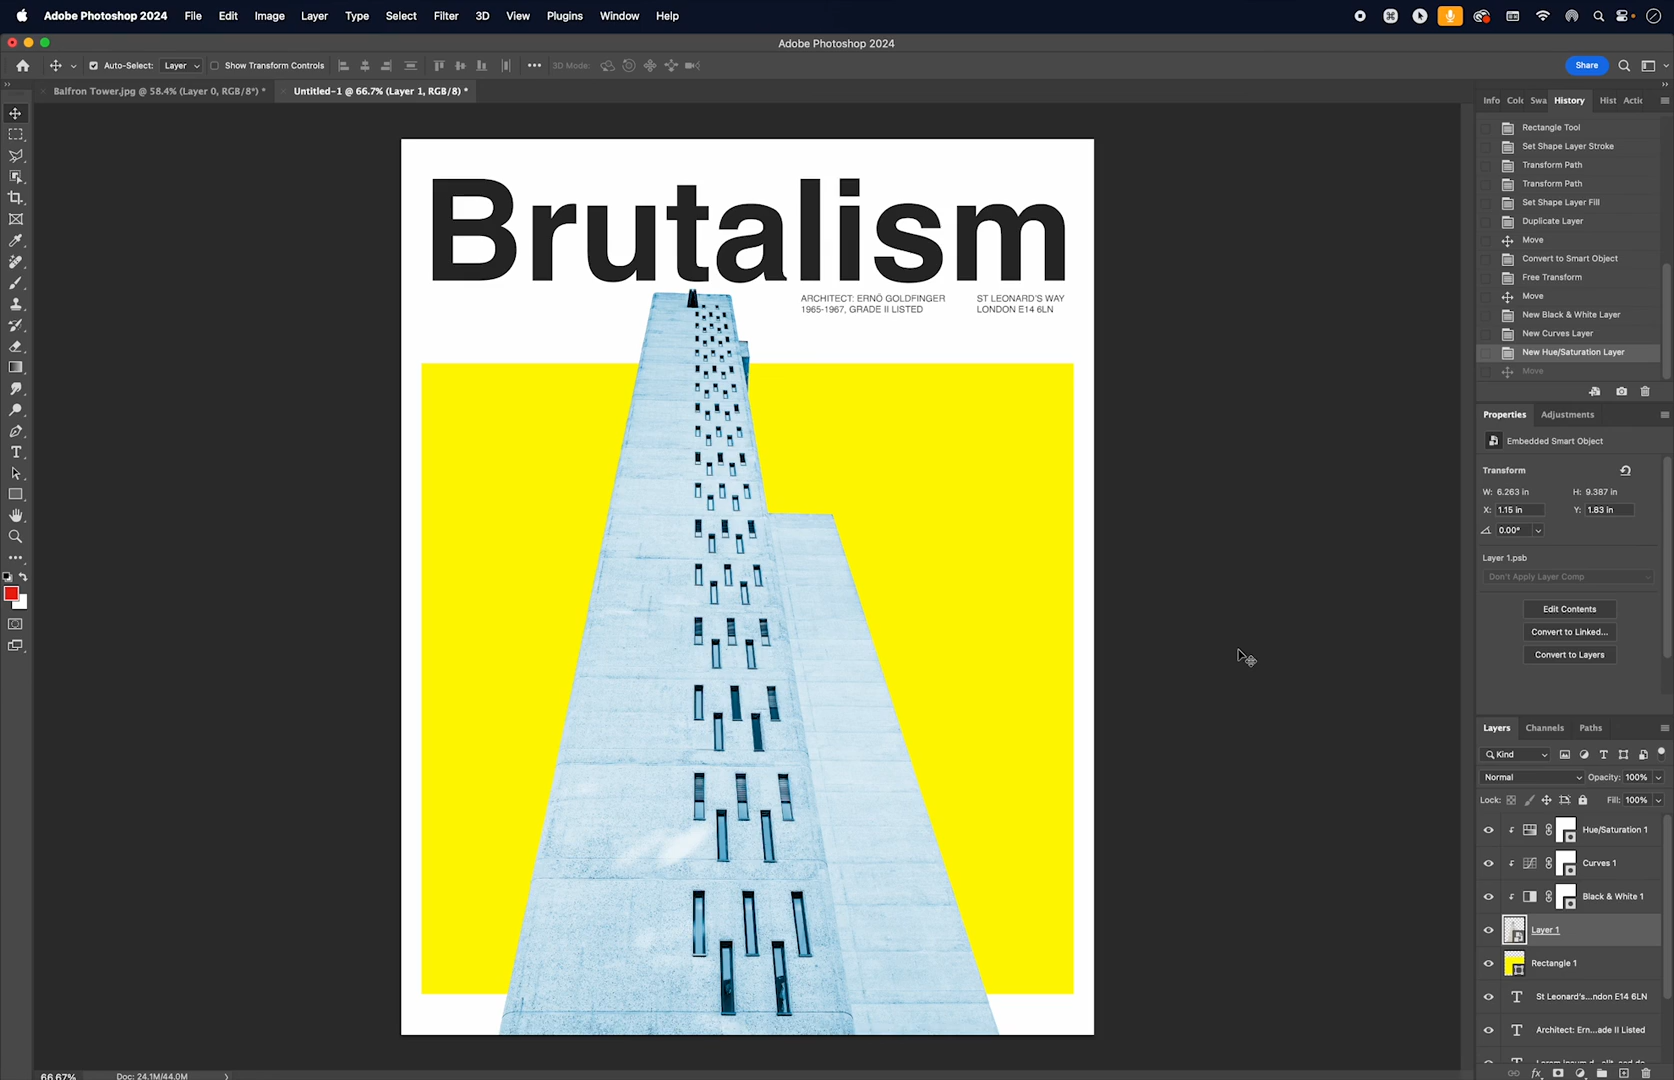 Adobe Photoshop 2024 File Edit Image Layer Type Select Filter 3D View Plugins Window Help
Adobe Photoshop 2024
Auto-Select: Layer Show Transform Controls 3D Mode: Share
Balfron Tower.jpg @ 58.4% (Layer 0, RGB/8*) * Untitled-1 @ 66.7% (Layer 1, RGB/8) *
Brutalism
ARCHITECT: ERNÖ GOLDFINGER
1965-1967, GRADE II LISTED
ST LEONARD'S WAY
LONDON E14 6LN
Info Colc Swa History Hist Actic
Rectangle Tool
Set Shape Layer Stroke
Transform Path
Transform Path
Set Shape Layer Fill
Duplicate Layer
Move
Convert to Smart Object
Free Transform
Move
New Black & White Layer
New Curves Layer
New Hue/Saturation Layer
Move
Properties Adjustments
Embedded Smart Object
Transform
W: 6.263 in H: 9.387 in
X: 1.15 in Y: 1.83 in
0.00°
Layer 1.psb
Don't Apply Layer Comp
Edit Contents
Convert to Linked...
Convert to Layers
Layers Channels Paths
Kind
Normal Opacity: 100%
Lock: Fill: 100%
Hue/Saturation 1
Curves 1
Black & White 1
Layer 1
Rectangle 1
T St Leonard's...ndon E14 6LN
T Architect: Ern...ade II Listed
66.67% Doc: 24.1M/44.0M
fx